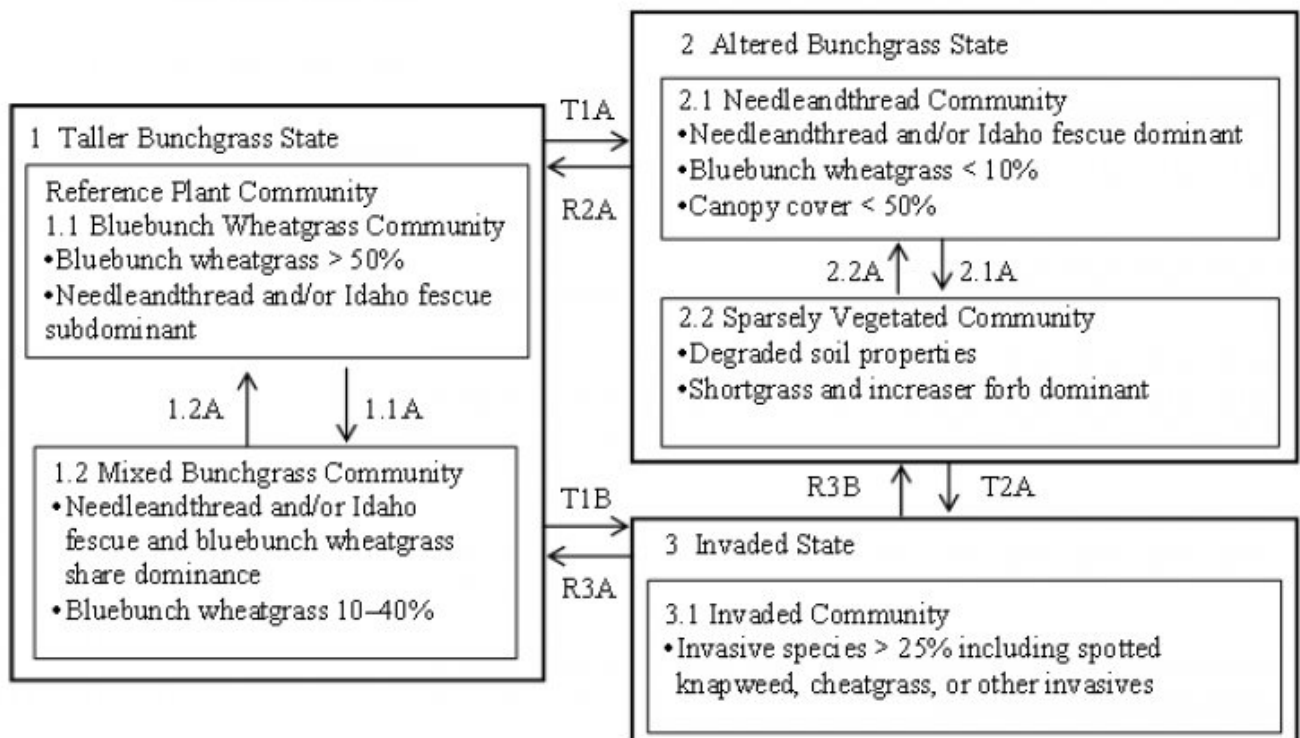 1 Taller Bunchgrass State
Reference Plant Community
1.1 Bluebunch Wheatgrass Community
•Bluebunch wheatgrass > 50%
•Needleandthread and/or Idaho fescue
subdominant
1.2A
1.1A
1.2 Mixed Bunchgrass Community
•Needleandthread and/or Idaho
fescue and bluebunch wheatgrass
share dominance
•Bluebunch wheatgrass 10–40%
T1A
R2A
T1B
R3A
2 Altered Bunchgrass State
2.1 Needleandthread Community
•Needleandthread and/or Idaho fescue dominant
•Bluebunch wheatgrass < 10%
•Canopy cover < 50%
2.2A
2.1A
2.2 Sparsely Vegetated Community
•Degraded soil properties
•Shortgrass and increaser forb dominant
R3B
T2A
3 Invaded State
3.1 Invaded Community
•Invasive species > 25% including spotted
knapweed, cheatgrass, or other invasives